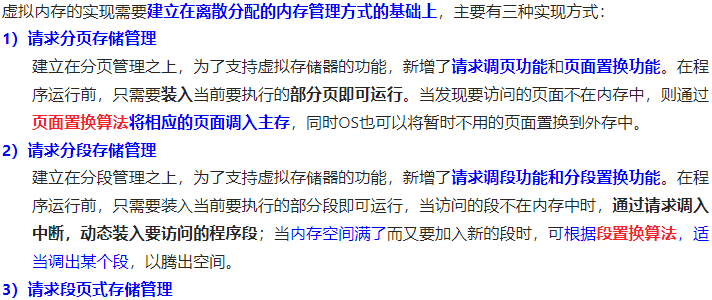 虚拟内存的实现需要建立在离散分配的内存管理方式的基础上，主要有三种实现方式：
1）请求分页存储管理
建立在分页管理之上，为了支持虚拟存储器的功能，新增了请求调页功能和页面置换功能。在程
序运行前，只需要装入当前要执行的部分页即可运行。当发现要访问的页面不在内存中，则通过
页面置换算法将相应的页面调入主存，同时OS也可以将暂时不用的页面置换到外存中。
2）请求分段存储管理
建立在分段管理之上，为了支持虚拟存储器的功能，新增了请求调段功能和分段置换功能。在程
序运行前，只需要装入当前要执行的部分段即可运行，当访问的段不在内存中时，通过请求调入
中断，动态装入要访问的程序段；当内存空间满了而又要加入新的段时，可根据段置换算法，适
当调出某个段，以腾出空间。
3）请求段页式存储管理